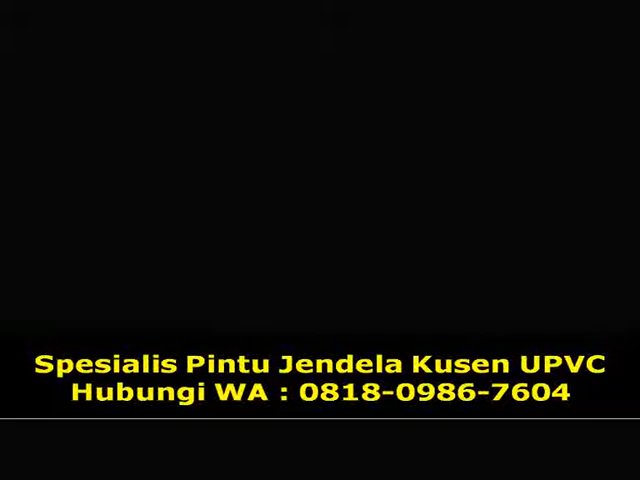 Spesialis Pintu Jendela Kusen UPVC
Hubungi WA : 0818-0986-7604